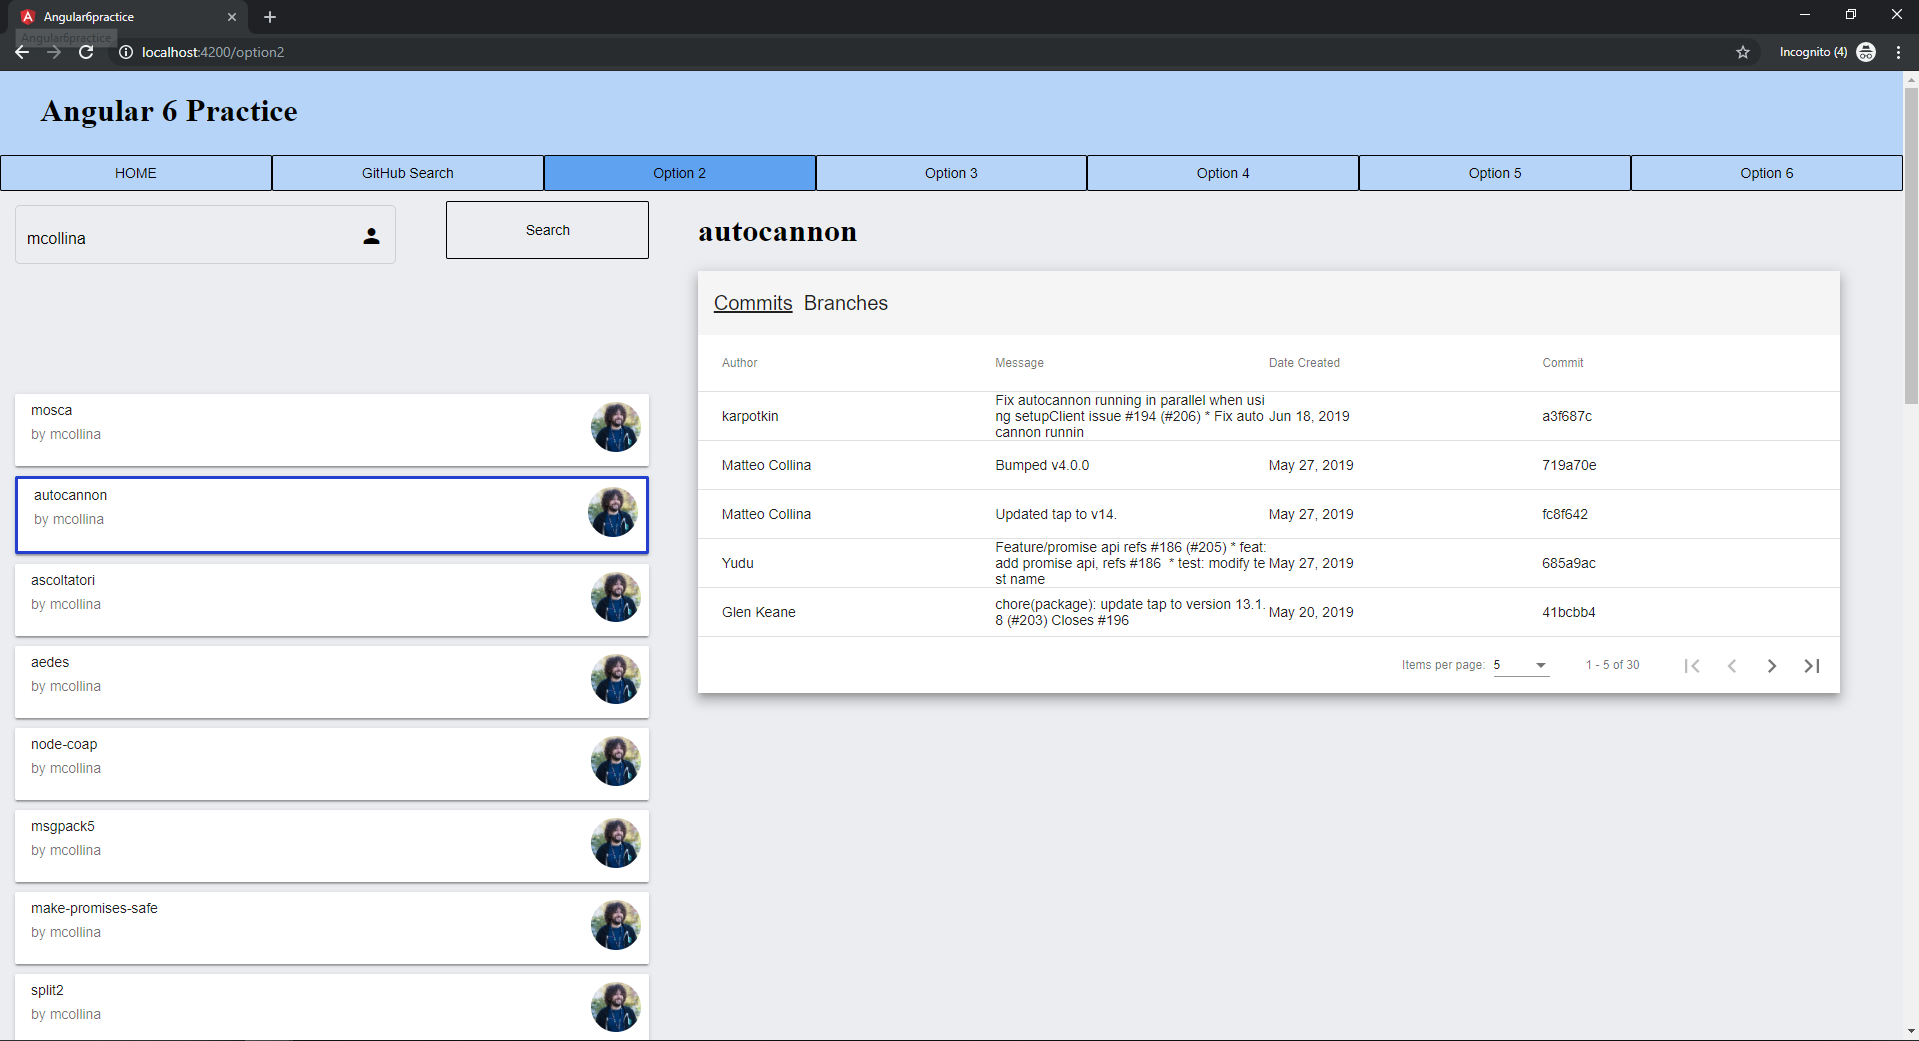 Angular6practice
Angular6practice
localhost:4200/option2
Incognito (4)
Angular 6 Practice
HOME
GitHub Search
Option 2
Option 3
Option 4
Option 5
Option 6
mcollina
Search
mosca
by mcollina
autocannon
by mcollina
ascoltatori
by mcollina
aedes
by mcollina
node-coap
by mcollina
msgpack5
by mcollina
make-promises-safe
by mcollina
split2
by mcollina
autocannon
Commits Branches
Author Message Date Created Commit
karpotkin
Fix autocannon running in parallel when usi
ng setupClient issue #194 (#206) * Fix auto
cannon runnin
Jun 18, 2019
a3f687c
Matteo Collina Bumped v4.0.0 May 27, 2019 719a70e
Matteo Collina Updated tap to v14. May 27, 2019 fc8f642
Yudu
Feature/promise api refs #186 (#205) * feat:
add promise api, refs #186  * test: modify te
st name
May 27, 2019
685a9ac
Glen Keane
chore(package): update tap to version 13.1.
8 (#203) Closes #196
May 20, 2019
41bcbb4
Items per page: 5 1 - 5 of 30